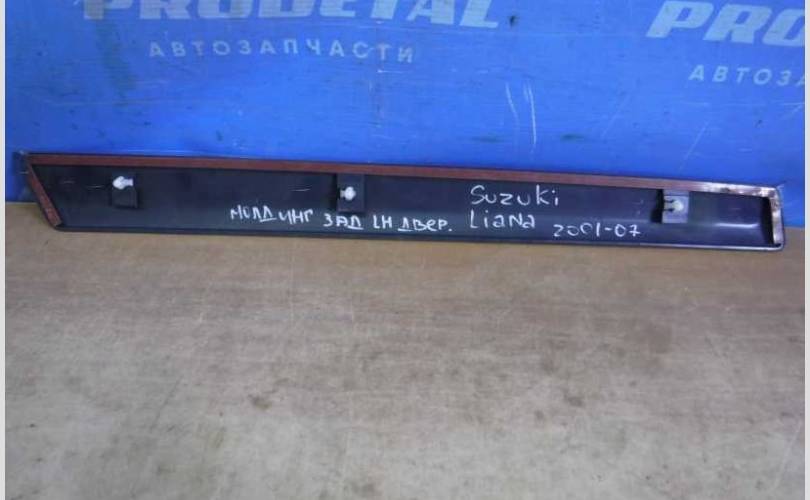 PRODETAL
АВТОЗАПЧАСТИ
PRO
АВТОЗА
Suzuki
МОЛДИНГ ЗАД LH ДВЕР. Liana 2001-07